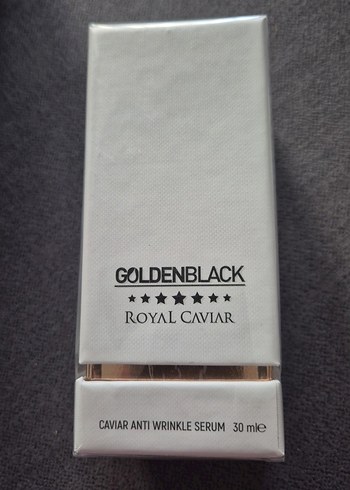 GOLDENBLACK
★★★★★★★
ROYAL CAVIAR
CAVIAR ANTI WRINKLE SERUM 30 ml℮